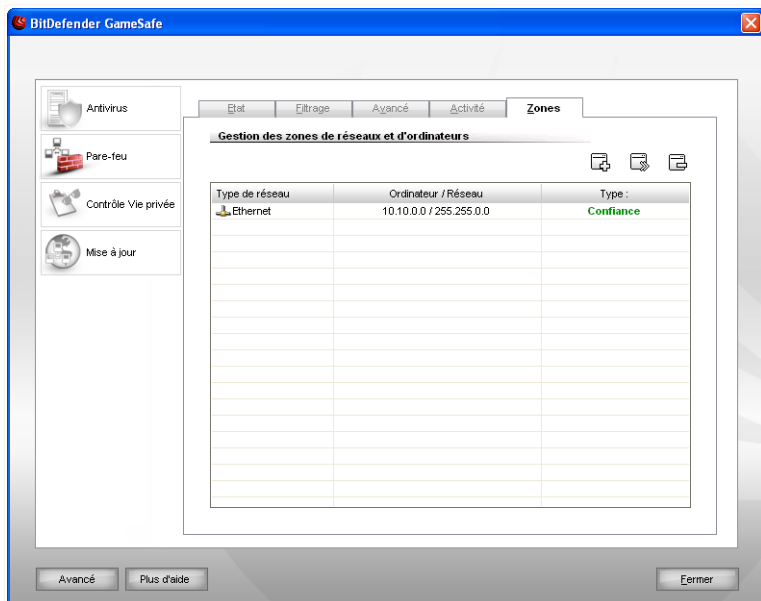 BitDefender GameSafe
Antivirus
Pare-feu
Contrôle Vie privée
Mise à jour
Etat
Filtrage
Avancé
Activité
Zones
Gestion des zones de réseaux et d'ordinateurs
Type de réseau
Ordinateur / Réseau
Type :
Ethernet
10.10.0.0 / 255.255.0.0
Confiance
Avancé
Plus d'aide
Fermer